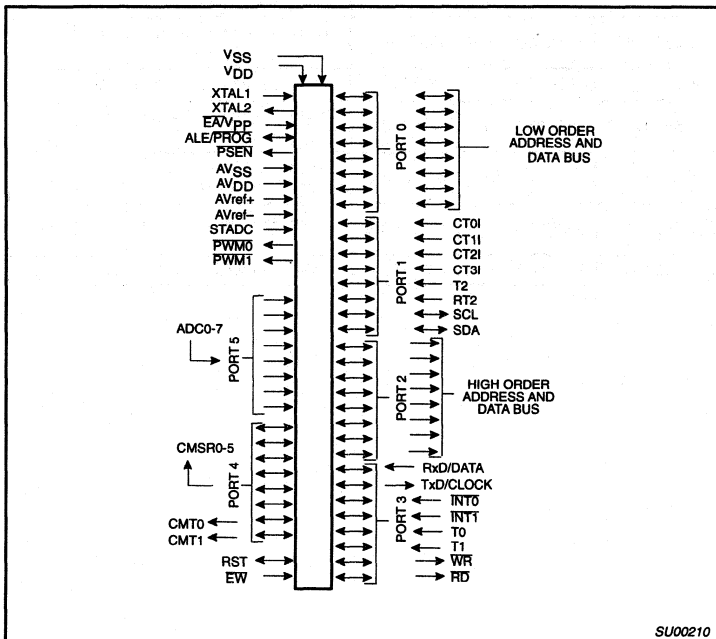 VSS
VDD
XTAL1
XTAL2
EA/VPP
ALE/PROG
PSEN
AVSS
AVDD
AVref+
AVref–
STADC
PWM0
PWM1
ADC0-7
PORT 5
CMSR0-5
PORT 4
CMT0
CMT1
RST
EW
PORT 0
LOW ORDER
ADDRESS AND
DATA BUS
PORT 1
CT0I
CT1I
CT2I
CT3I
T2
RT2
SCL
SDA
PORT 2
HIGH ORDER
ADDRESS AND
DATA BUS
PORT 3
RxD/DATA
TxD/CLOCK
INT0
INT1
T0
T1
WR
RD
SU00210